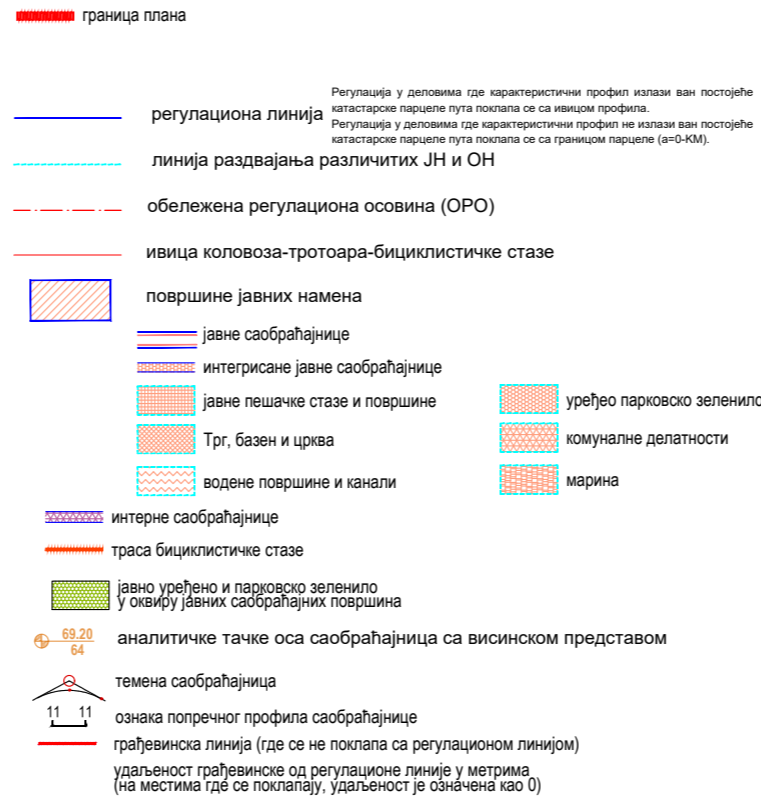 граница плана
регулациона линија
Регулација у деловима где карактеристични профил излази ван постојеће
катастарске парцеле пута поклапа се са ивицом профила.
Регулација у деловима где карактеристични профил не излази ван постојеће
катастарске парцеле пута поклапа се са границом парцеле (а=0-КМ).
линија раздвајања различитих ЈН и ОН
обележена регулациона осовина (ОРО)
ивица коловоза-тротоара-бициклистичке стазе
површине јавних намена
јавне саобраћајнице
интегрисане јавне саобраћајнице
јавне пешачке стазе и површине
уређео парковско зеленило
Трг, базен и црква
комуналне делатности
водене површине и канали
марина
интерне саобраћајнице
траса бициклистичке стазе
јавно уређено и парковско зеленило
у оквиру јавних саобраћајних површина
69.20
64
аналитичке тачке оса саобраћајница са висинском представом
темена саобраћајница
11 11
ознака попречног профила саобраћајнице
грађевинска линија (где се не поклапа са регулационом линијом)
удаљеност грађевинске од регулационе линије у метрима
(на местима где се поклапају, удаљеност је означена као 0)